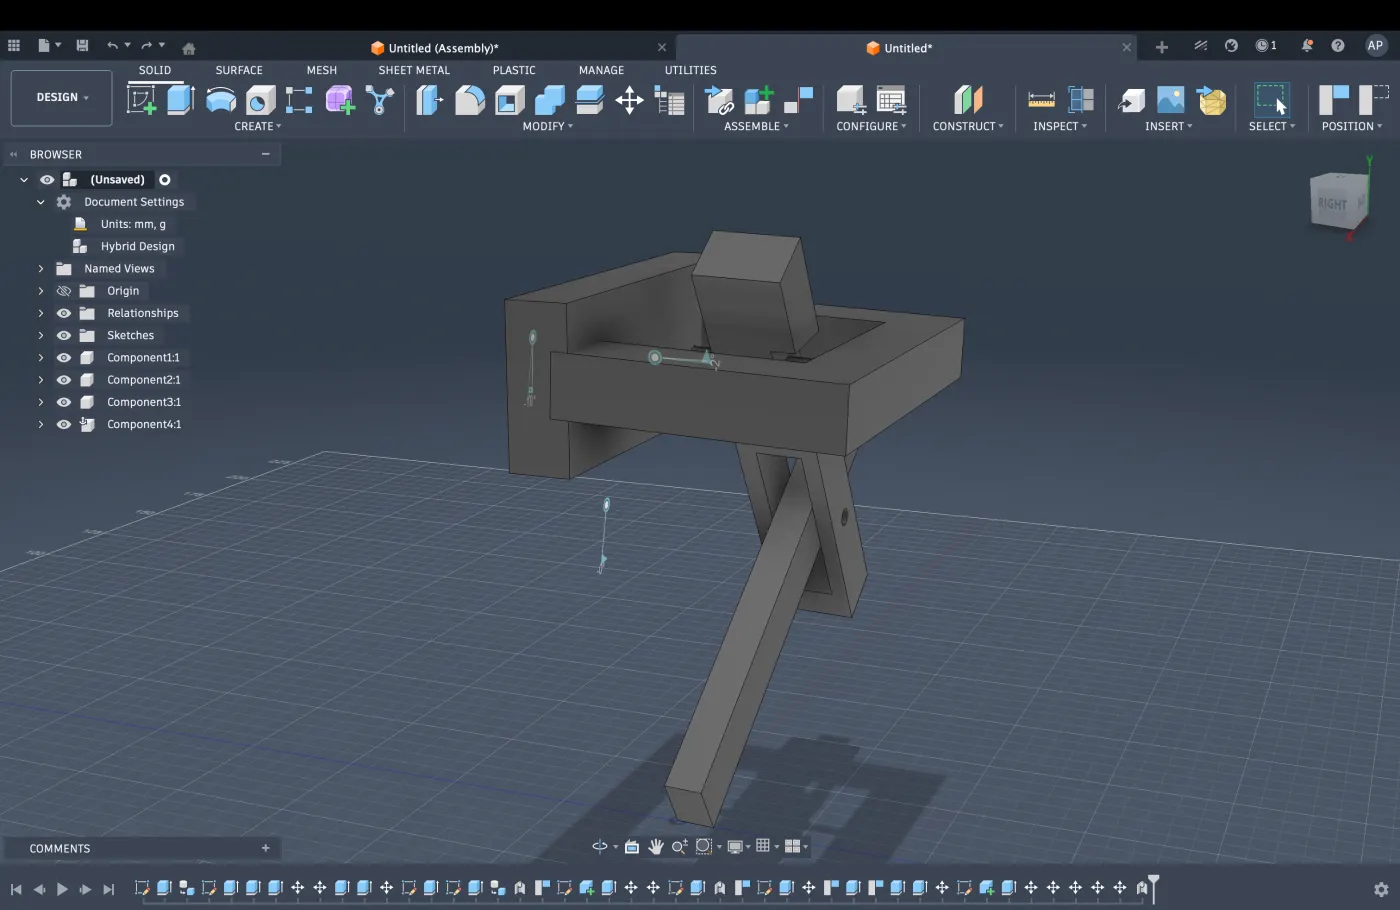 Untitled (Assembly)*
Untitled*
1
AP
DESIGN
SOLID
SURFACE
MESH
SHEET METAL
PLASTIC
MANAGE
UTILITIES
CREATE
MODIFY
ASSEMBLE
CONFIGURE
CONSTRUCT
INSPECT
INSERT
SELECT
POSITION
BROWSER
(Unsaved)
Document Settings
Units: mm, g
Hybrid Design
Named Views
Origin
Relationships
Sketches
Component1:1
Component2:1
Component3:1
Component4:1
Y
RIGHT
X
COMMENTS